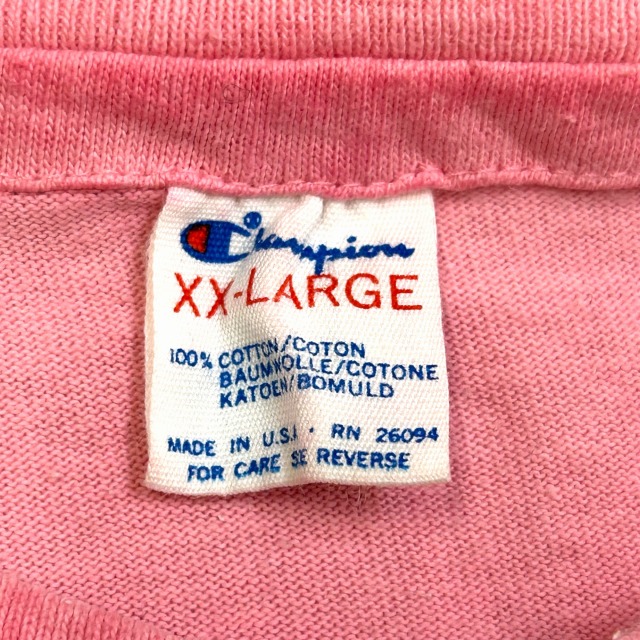 Champion
XX-LARGE
100% COTTON/COTON
BAUMWOLLE/COTONE
KATOEN/BOMULD
MADE IN U.S.A. RN 26094
FOR CARE SEE REVERSE